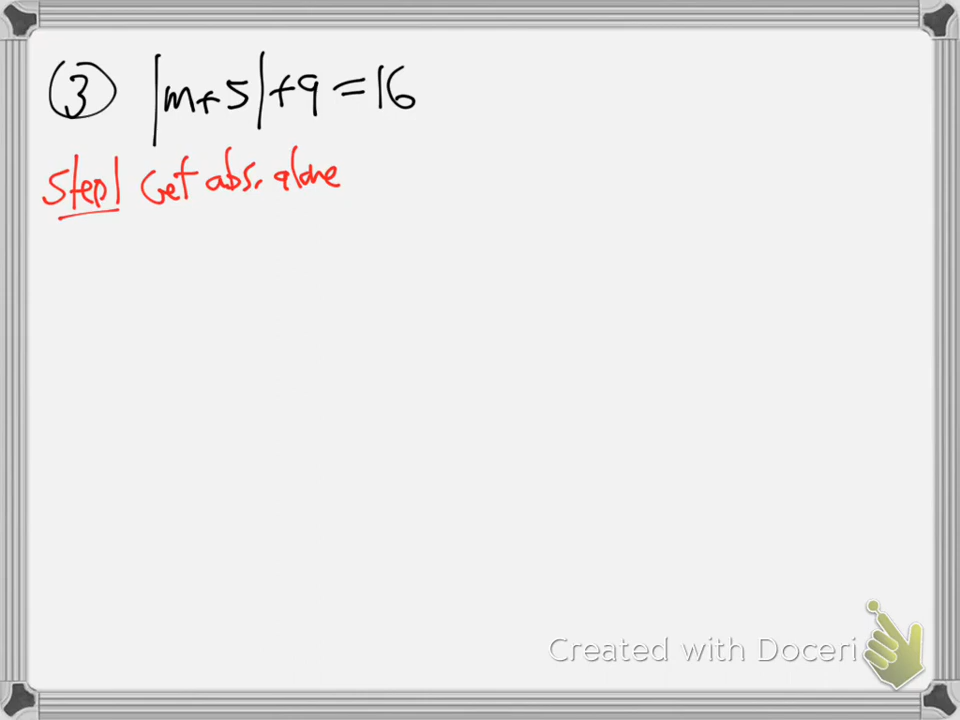 ③ |m+5|+9=16
Step1 Get abs. alone
Created with Doceri